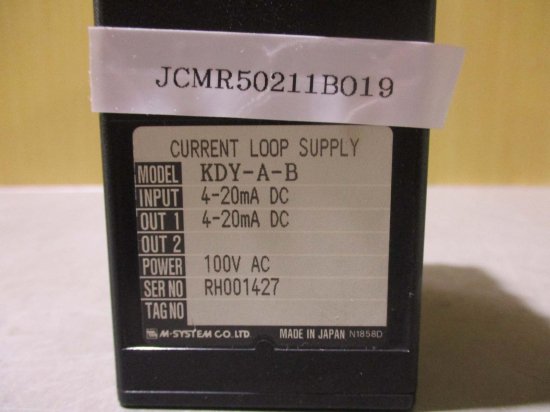 JCMR50211B019
CURRENT LOOP SUPPLY
MODEL KDY-A-B
INPUT 4-20mA DC
OUT 1 4-20mA DC
OUT 2
POWER 100V AC
SER NO RH001427
TAG NO
M-SYSTEM CO.,LTD. MADE IN JAPAN N1858D